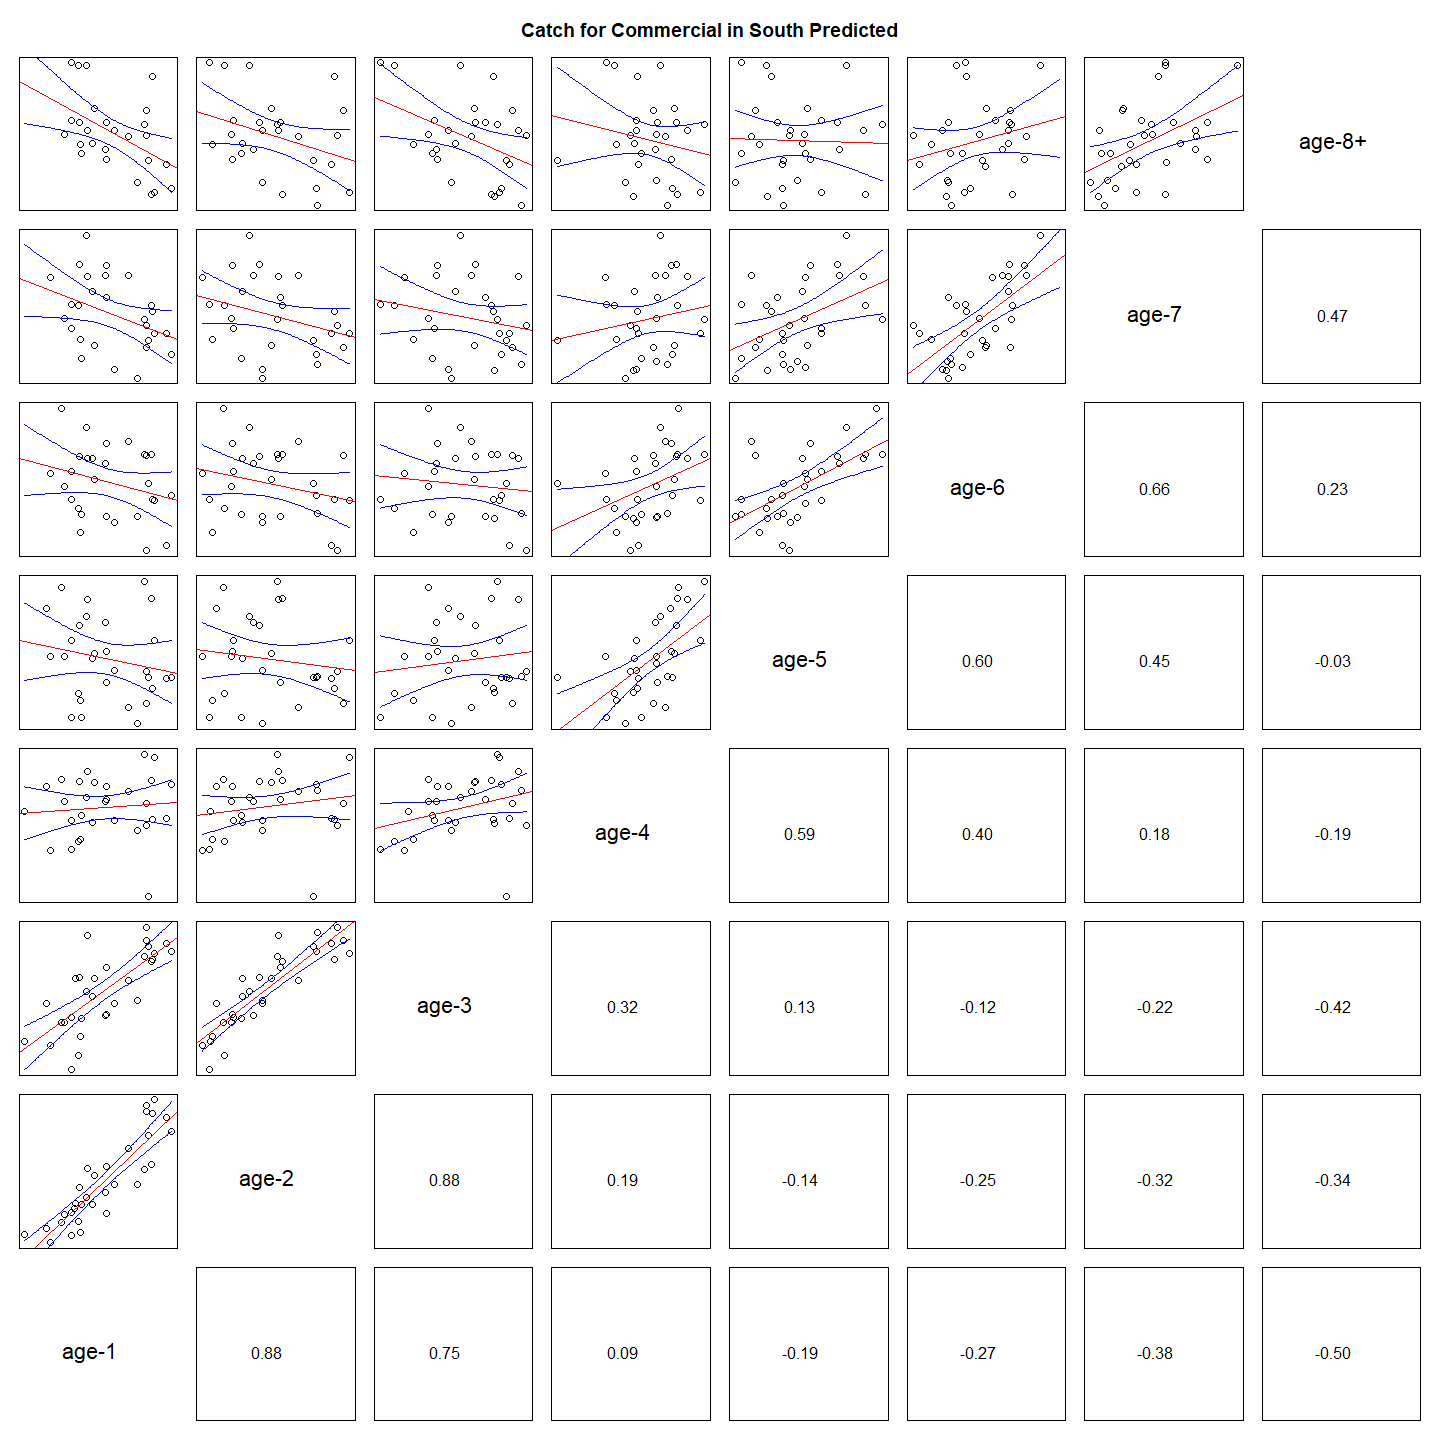 Catch for Commercial in South Predicted
age-8+
age-7 0.47
age-6 0.66 0.23
age-5 0.60 0.45 -0.03
age-4 0.59 0.40 0.18 -0.19
age-3 0.32 0.13 -0.12 -0.22 -0.42
age-2 0.88 0.19 -0.14 -0.25 -0.32 -0.34
age-1 0.88 0.75 0.09 -0.19 -0.27 -0.38 -0.50